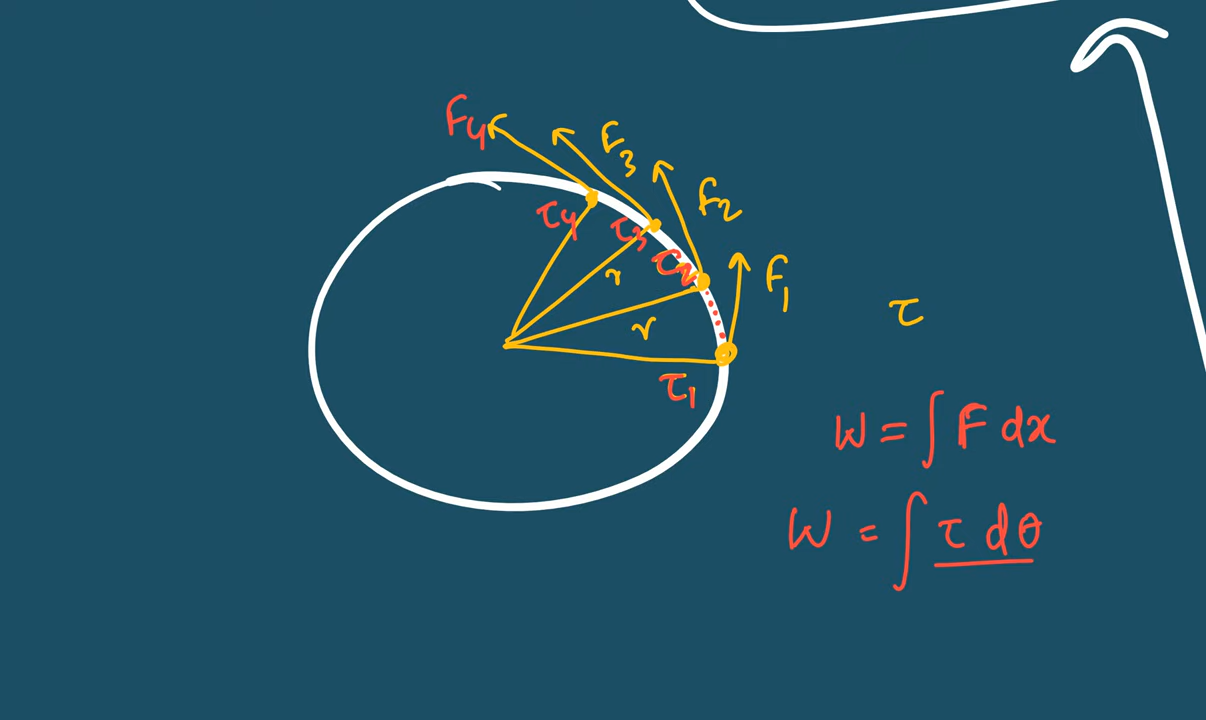 F4
F3
F2
F1
τ4
τ3
τ2
r
r
τ1
τ
W = ∫ F dx
W = ∫ τ dθ